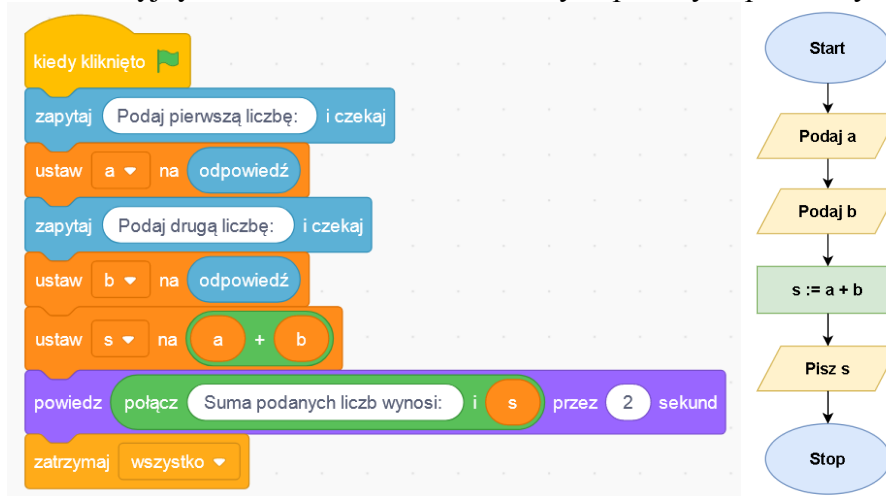 kiedy kliknięto
zapytaj Podaj pierwszą liczbę: i czekaj
ustaw a na odpowiedź
zapytaj Podaj drugą liczbę: i czekaj
ustaw b na odpowiedź
ustaw s na a + b
powiedz połącz Suma podanych liczb wynosi: i s przez 2 sekund
zatrzymaj wszystko
Start
Podaj a
Podaj b
s := a + b
Pisz s
Stop